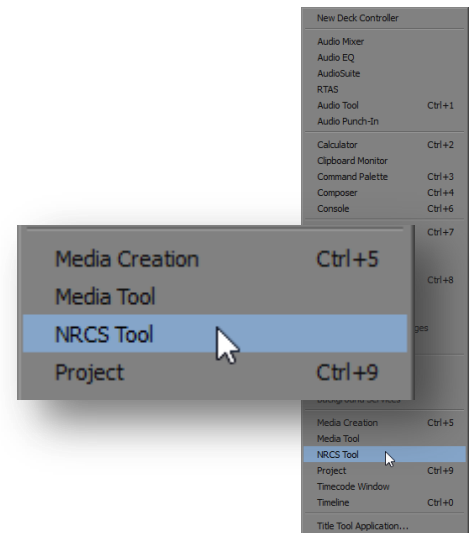 New Deck Controller
Audio Mixer
Audio EQ
AudioSuite
RTAS
Audio Tool Ctrl+1
Audio Punch-In
Calculator Ctrl+2
Clipboard Monitor
Command Palette Ctrl+3
Composer Ctrl+4
Console Ctrl+6
Ctrl+7
Ctrl+8
Media Creation Ctrl+5
Media Tool
NRCS Tool
Project Ctrl+9
Media Creation Ctrl+5
Media Tool
NRCS Tool
Project Ctrl+9
Timecode Window
Timeline Ctrl+0
Title Tool Application...